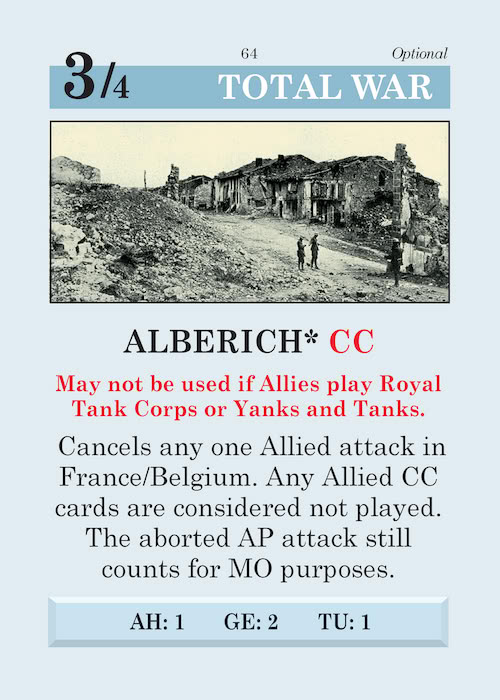 64
Optional
3/4
TOTAL WAR
ALBERICH* CC
May not be used if Allies play Royal
Tank Corps or Yanks and Tanks.
Cancels any one Allied attack in
France/Belgium. Any Allied CC
cards are considered not played.
The aborted AP attack still
counts for MO purposes.
AH: 1 GE: 2 TU: 1